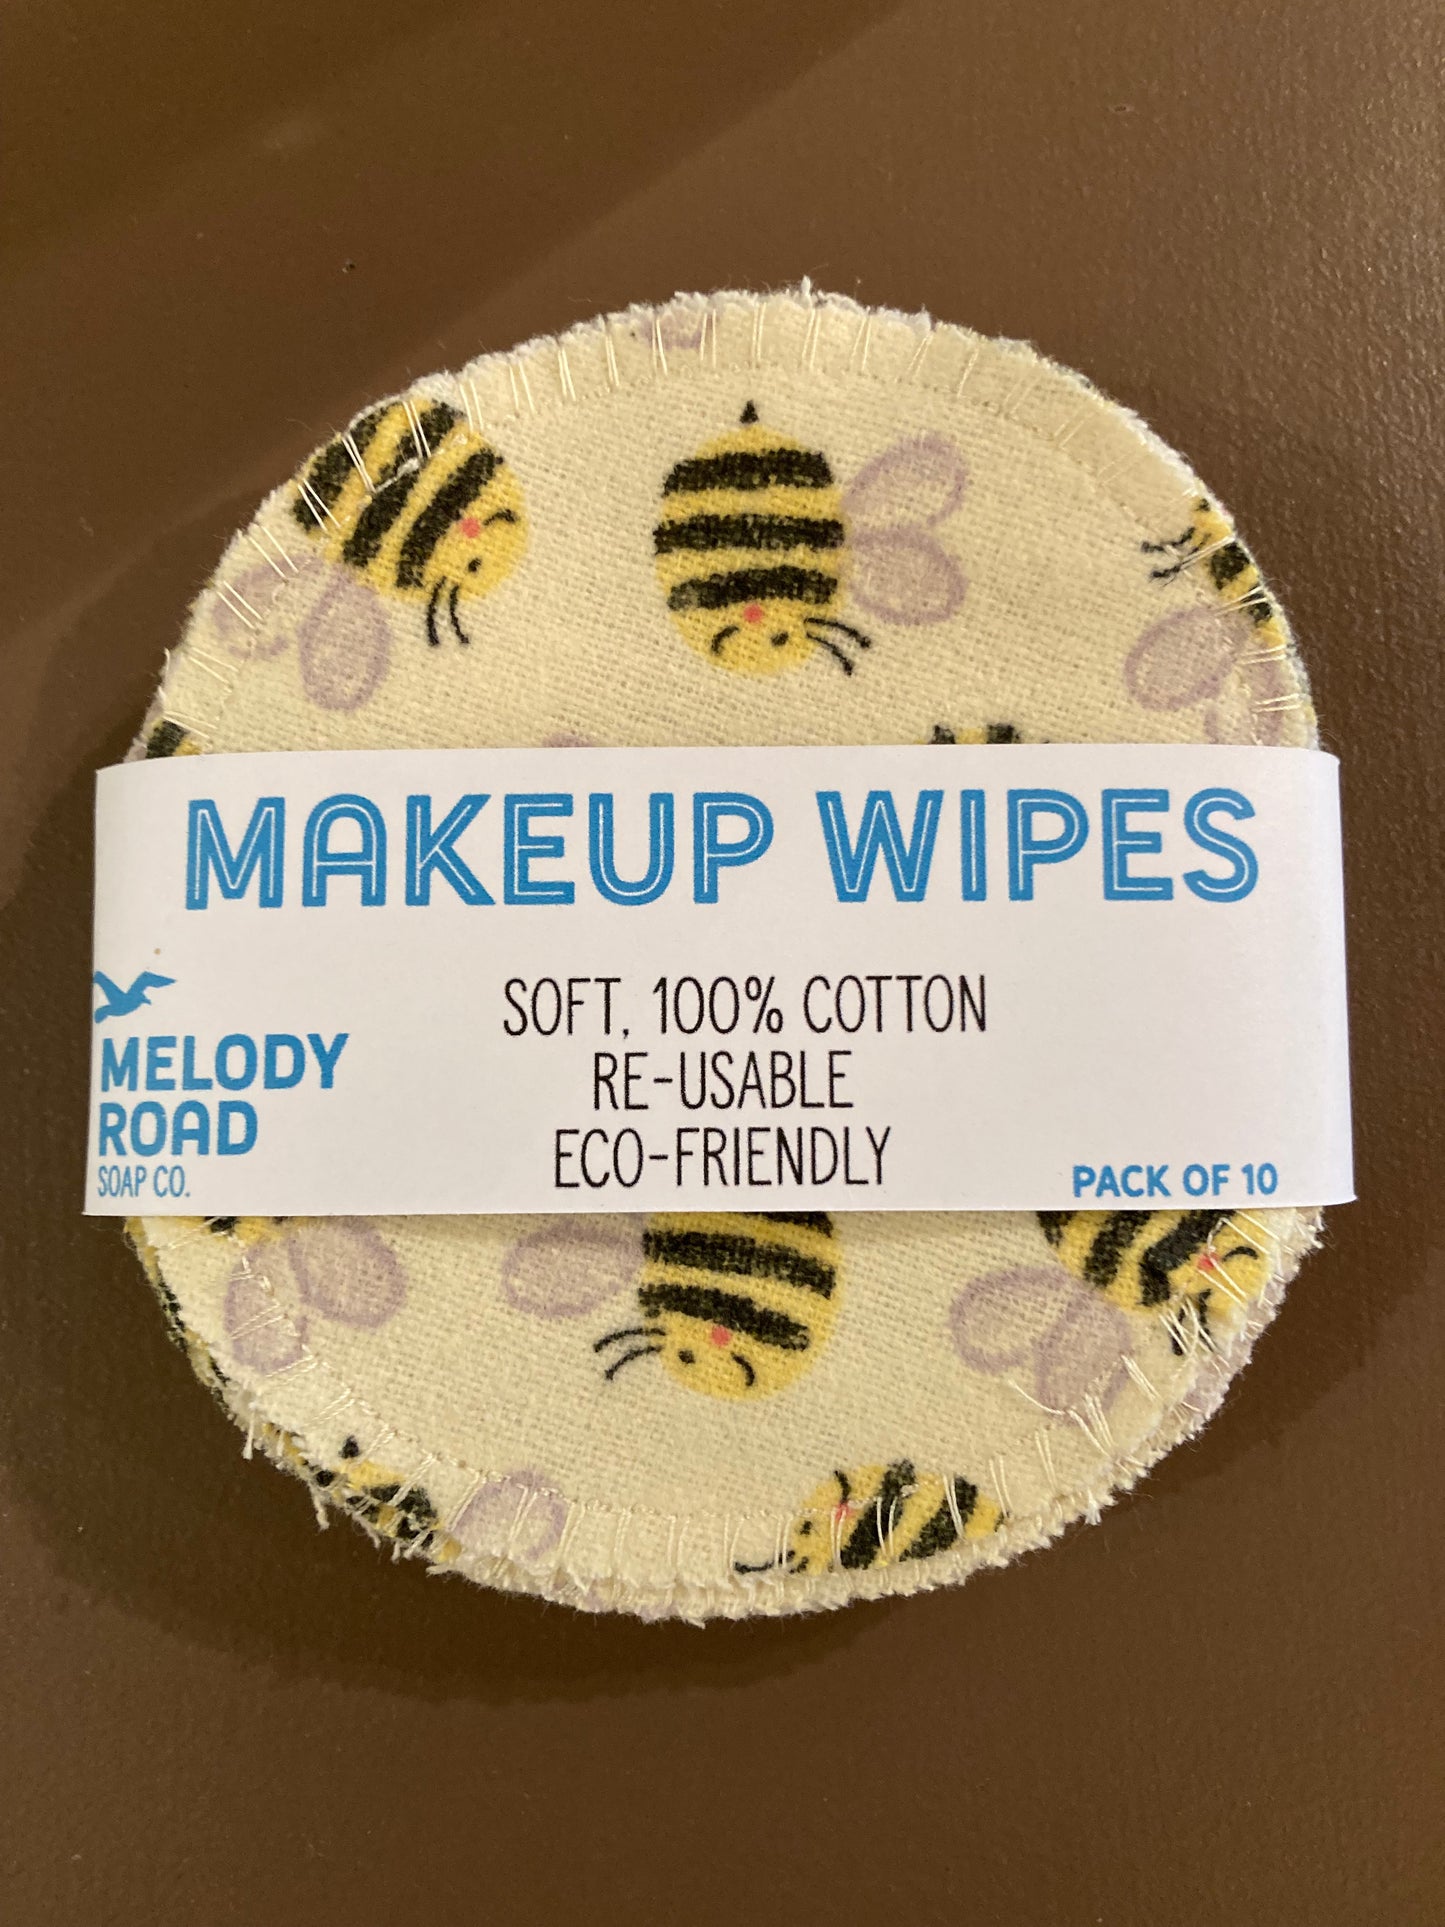 MAKEUP WIPES
SOFT, 100% COTTON
RE-USABLE
ECO-FRIENDLY
MELODY
ROAD
SOAP CO.
PACK OF 10